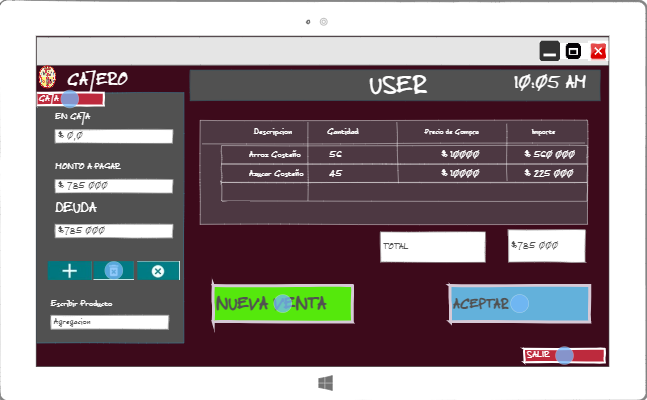 CAJERO
USER
10:05 AM
CAJA
EN CAJA
$ 0,0
MONTO A PAGAR
$ 785 000
DEUDA
$785 000
Escribir Producto
Agregacion
Descripcion Cantidad Precio de Compra Importe
Arroz Costeño 56 $ 10000 $ 560 000
Azucar Costeño 45 $ 10000 $ 225 000
TOTAL $785 000
NUEVA VENTA
ACEPTAR
SALIR